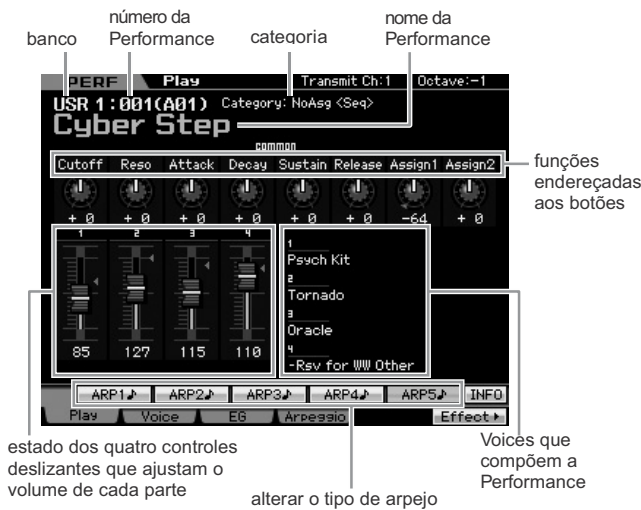 banco
número da
Performance
categoria
nome da
Performance
PERF Play Transmit Ch:1 Octave:-1
USR 1:001(A01) Category: NoAsg <Seq>
Cyber Step
common
Cutoff Reso Attack Decay Sustain Release Assign1 Assign2
+ 0 + 0 + 0 + 0 + 0 + 0 -64 + 0
funções
endereçadas
aos botões
1 2 3 4
85 127 115 110
1
Psych Kit
2
Tornado
3
Oracle
4
-Rsv for WW Other
ARP1♪ ARP2♪ ARP3♪ ARP4♪ ARP5♪ INFO
Play Voice EG Arpeggio Effect▸
estado dos quatro controles
deslizantes que ajustam o
volume de cada parte
alterar o tipo de arpejo
Voices que
compõem a
Performance